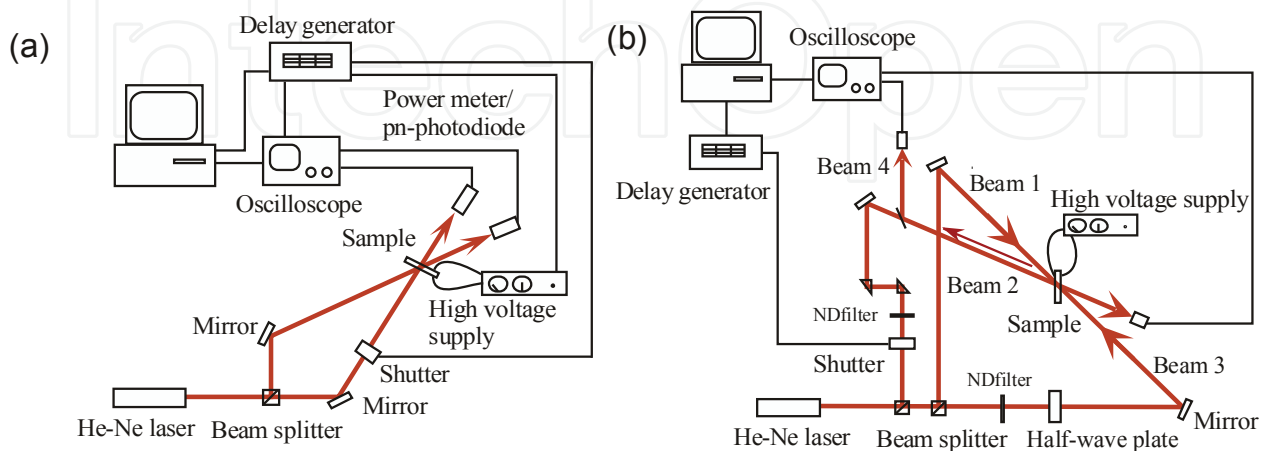 IntechOpen
(a)
Delay generator
Power meter/
pn-photodiode
Oscilloscope
Sample
High voltage
supply
Mirror
Shutter
Mirror
He-Ne laser
Beam splitter
(b)
Oscilloscope
Beam 4
Beam 1
Delay generator
High voltage supply
Beam 2
NDfilter
Sample
Shutter
Beam 3
NDfilter
Mirror
He-Ne laser
Beam splitter
Half-wave plate